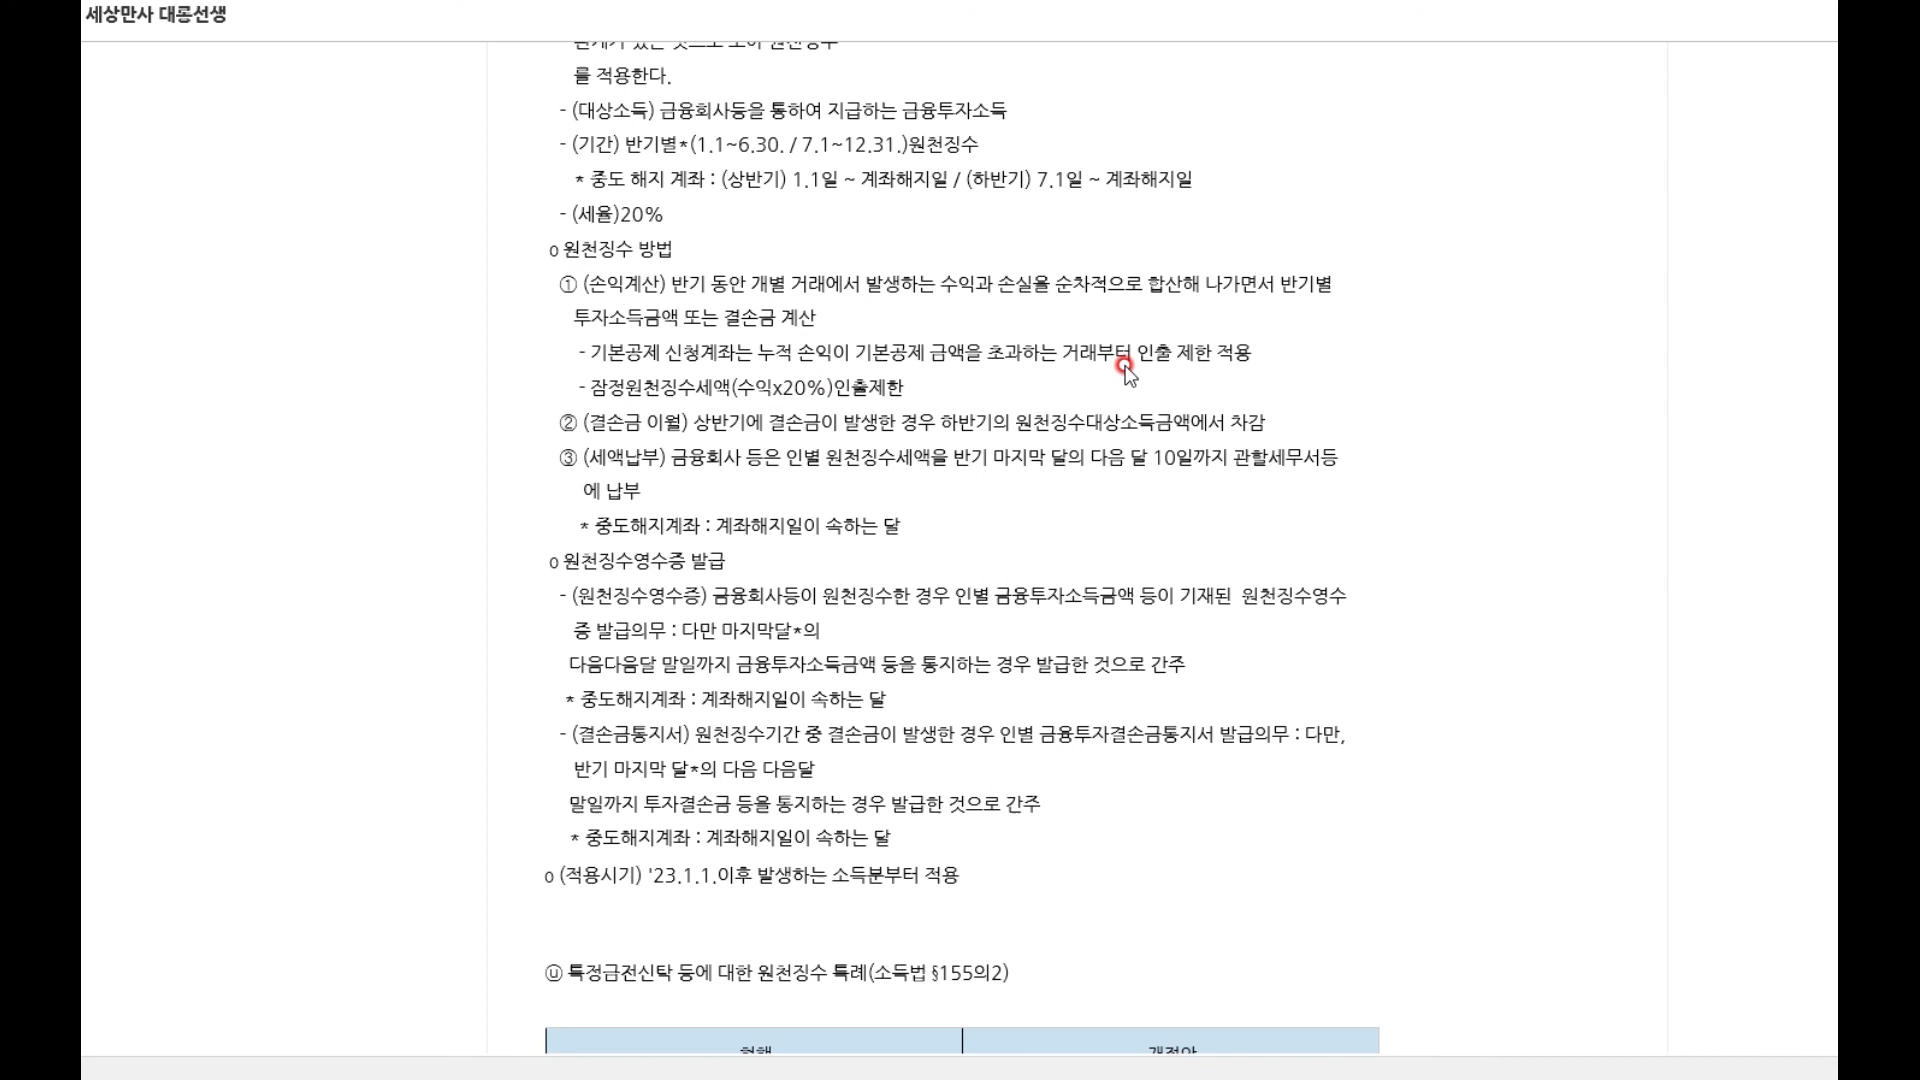 세상만사 대롱선생
를 적용한다.
- (대상소득) 금융회사등을 통하여 지급하는 금융투자소득
- (기간) 반기별*(1.1~6.30. / 7.1~12.31.)원천징수
* 중도 해지 계좌 : (상반기) 1.1일 ~ 계좌해지일 / (하반기) 7.1일 ~ 계좌해지일
- (세율)20%
o 원천징수 방법
① (손익계산) 반기 동안 개별 거래에서 발생하는 수익과 손실을 순차적으로 합산해 나가면서 반기별
투자소득금액 또는 결손금 계산
- 기본공제 신청계좌는 누적 손익이 기본공제 금액을 초과하는 거래부터 인출 제한 적용
- 잠정원천징수세액(수익x20%)인출제한
② (결손금 이월) 상반기에 결손금이 발생한 경우 하반기의 원천징수대상소득금액에서 차감
③ (세액납부) 금융회사 등은 인별 원천징수세액을 반기 마지막 달의 다음 달 10일까지 관할세무서등
에 납부
* 중도해지계좌 : 계좌해지일이 속하는 달
o 원천징수영수증 발급
- (원천징수영수증) 금융회사등이 원천징수한 경우 인별 금융투자소득금액 등이 기재된 원천징수영수
증 발급의무 : 다만 마지막달*의
다음다음달 말일까지 금융투자소득금액 등을 통지하는 경우 발급한 것으로 간주
* 중도해지계좌 : 계좌해지일이 속하는 달
- (결손금통지서) 원천징수기간 중 결손금이 발생한 경우 인별 금융투자결손금통지서 발급의무 : 다만,
반기 마지막 달*의 다음 다음달
말일까지 투자결손금 등을 통지하는 경우 발급한 것으로 간주
* 중도해지계좌 : 계좌해지일이 속하는 달
o (적용시기) '23.1.1.이후 발생하는 소득분부터 적용
ⓤ 특정금전신탁 등에 대한 원천징수 특례(소득법 §155의2)